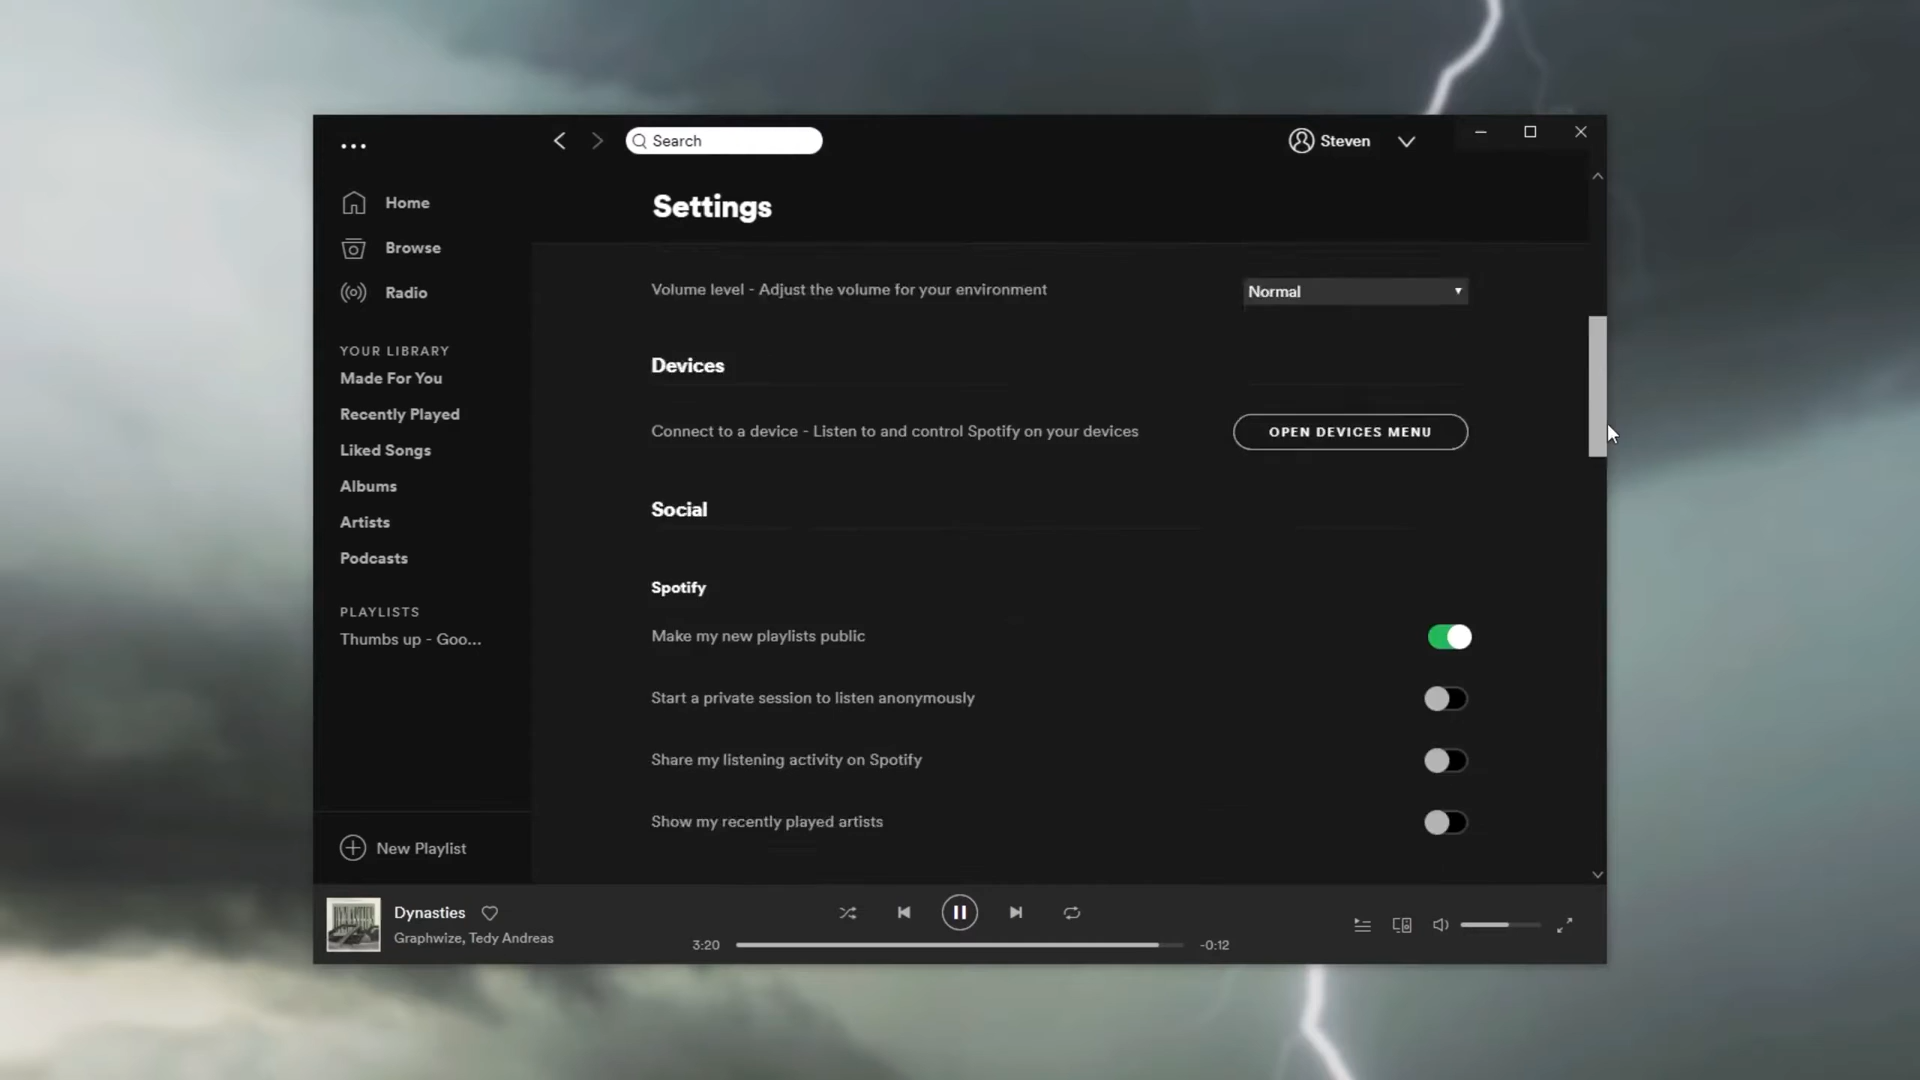 Search
Steven
Home
Browse
Radio
YOUR LIBRARY
Made For You
Recently Played
Liked Songs
Albums
Artists
Podcasts
PLAYLISTS
Thumbs up - Goo...
New Playlist
Settings
Volume level - Adjust the volume for your environment
Normal
Devices
Connect to a device - Listen to and control Spotify on your devices
OPEN DEVICES MENU
Social
Spotify
Make my new playlists public
Start a private session to listen anonymously
Share my listening activity on Spotify
Show my recently played artists
DYNASTIES
Dynasties
Graphwize, Tedy Andreas
3:20
-0:12